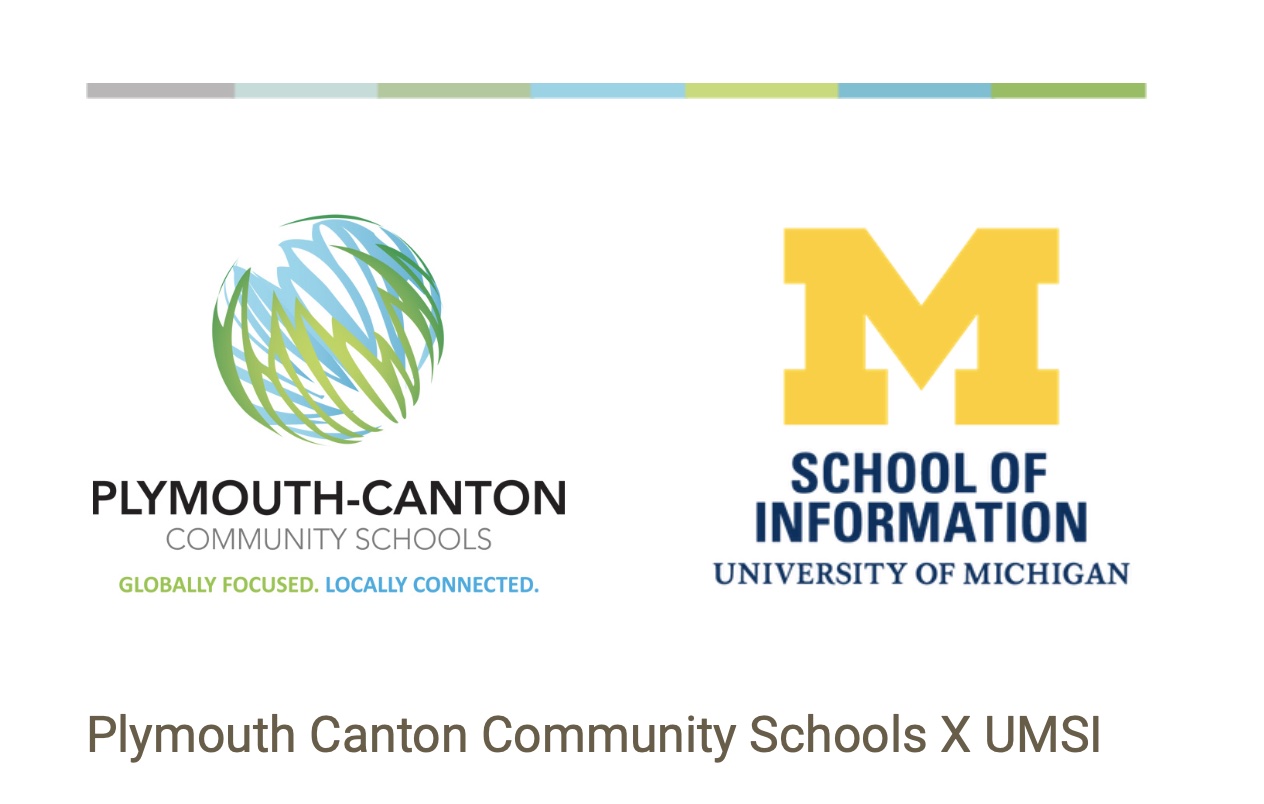 PLYMOUTH-CANTON
COMMUNITY SCHOOLS
GLOBALLY FOCUSED. LOCALLY CONNECTED.
M
SCHOOL OF
INFORMATION
UNIVERSITY OF MICHIGAN
Plymouth Canton Community Schools X UMSI